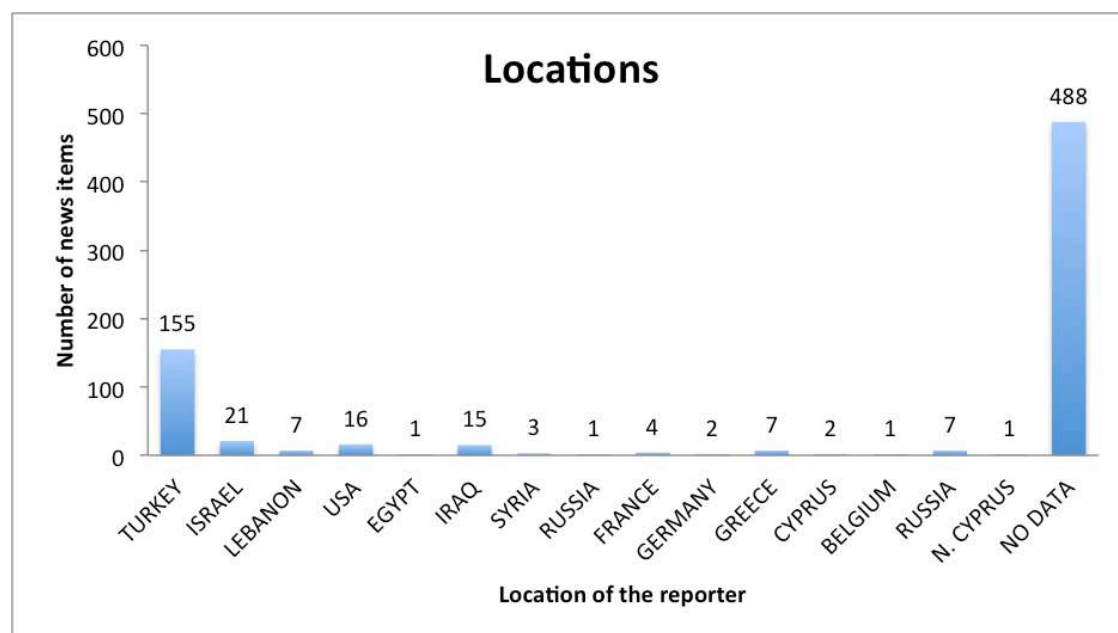 Locations
Number of news items
600
500
400
300
200
100
0
155
21
7
16
1
15
3
1
4
2
7
2
1
7
1
488
TURKEY
ISRAEL
LEBANON
USA
EGYPT
IRAQ
SYRIA
RUSSIA
FRANCE
GERMANY
GREECE
CYPRUS
BELGIUM
RUSSIA
N. CYPRUS
NO DATA
Location of the reporter